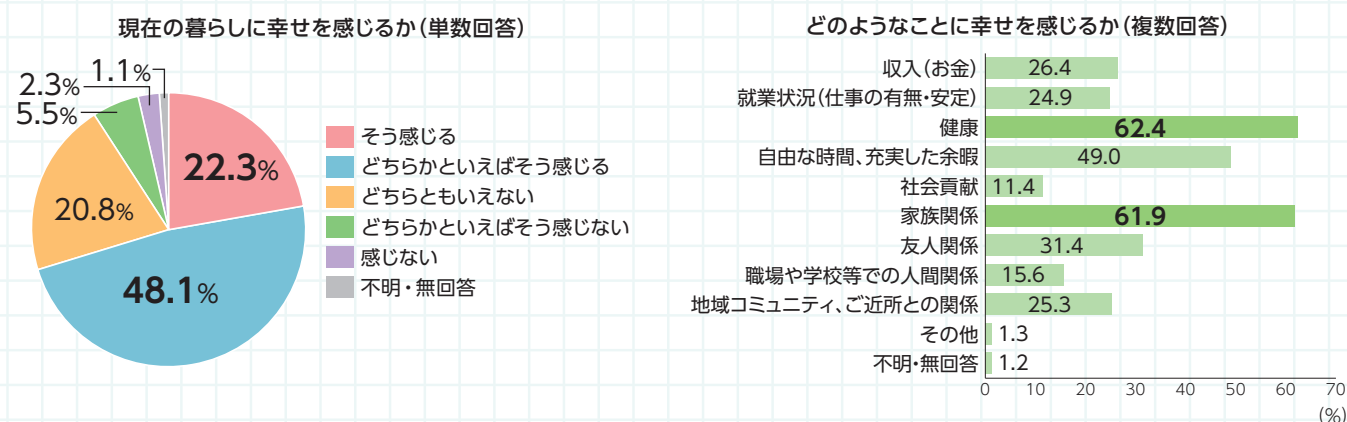 現在の暮らしに幸せを感じるか（単数回答）
1.1%
2.3%
5.5%
22.3%
20.8%
48.1%
そう感じる
どちらかといえばそう感じる
どちらともいえない
どちらかといえばそう感じない
感じない
不明・無回答
どのようなことに幸せを感じるか（複数回答）
収入（お金） 26.4
就業状況（仕事の有無・安定） 24.9
健康 62.4
自由な時間、充実した余暇 49.0
社会貢献 11.4
家族関係 61.9
友人関係 31.4
職場や学校等での人間関係 15.6
地域コミュニティ、ご近所との関係 25.3
その他 1.3
不明・無回答 1.2
0 10 20 30 40 50 60 70
(%)